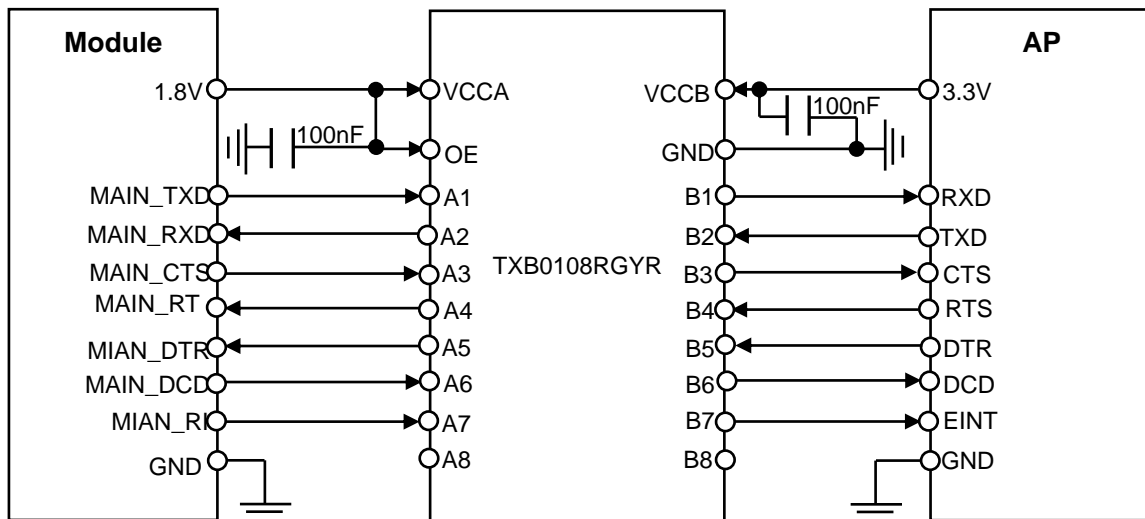 Module
AP
1.8V
VCCA
VCCB
3.3V
100nF
100nF
OE
GND
MAIN_TXD
A1
B1
RXD
MAIN_RXD
A2
B2
TXD
TXB0108RGYR
MAIN_CTS
A3
B3
CTS
MAIN_RT
A4
B4
RTS
MIAN_DTR
A5
B5
DTR
MAIN_DCD
A6
B6
DCD
MIAN_RI
A7
B7
EINT
GND
A8
B8
GND